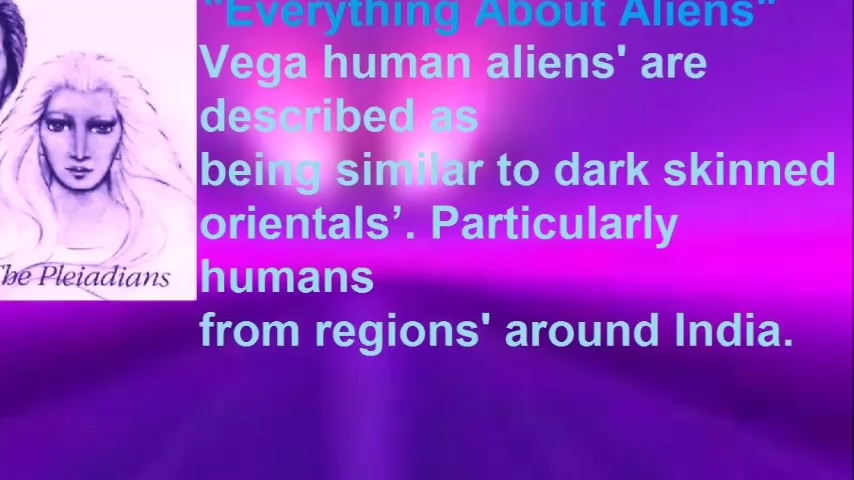 "Everything About Aliens"
Vega human aliens' are
described as
being similar to dark skinned
orientals’. Particularly
humans
from regions' around India.
The Pleiadians